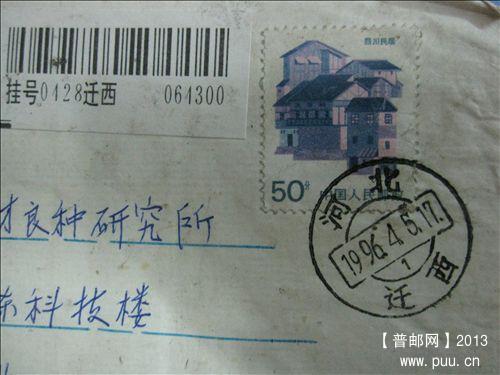 四川民居
挂号0428迁西 064300
50分
中国人民邮政
河北
1996.4.5.17.
1
迁西
良种研究所
科技楼
【普邮网】2013
www.puu.cn